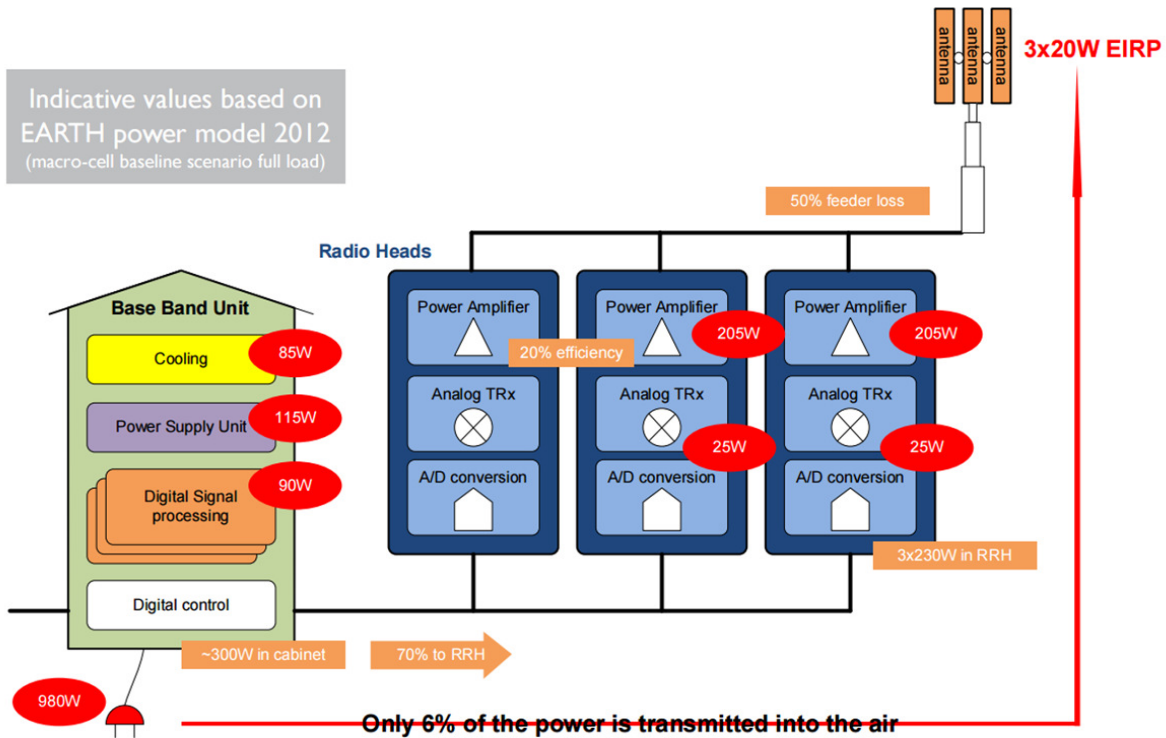 Indicative values based on
EARTH power model 2012
(macro-cell baseline scenario full load)
antenna
antenna
antenna
3x20W EIRP
50% feeder loss
Radio Heads
Base Band Unit
Cooling
85W
Power Supply Unit
115W
Digital Signal
processing
90W
Digital control
~300W in cabinet
70% to RRH
980W
Power Amplifier
20% efficiency
Analog TRx
A/D conversion
Power Amplifier
205W
Analog TRx
25W
A/D conversion
Power Amplifier
205W
Analog TRx
25W
A/D conversion
3x230W in RRH
Only 6% of the power is transmitted into the air